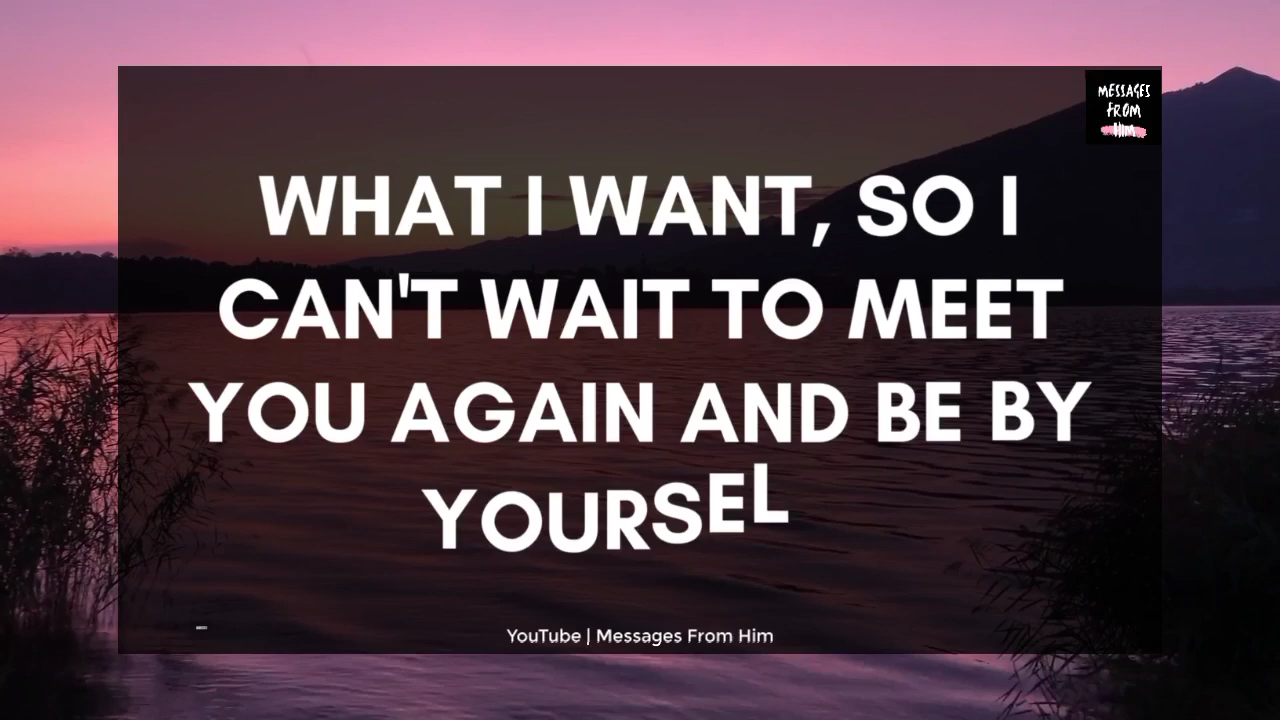 MESSAGES
FROM
HIM
WHAT I WANT, SO I
CAN'T WAIT TO MEET
YOU AGAIN AND BE BY
YOURSEL
YouTube | Messages From Him